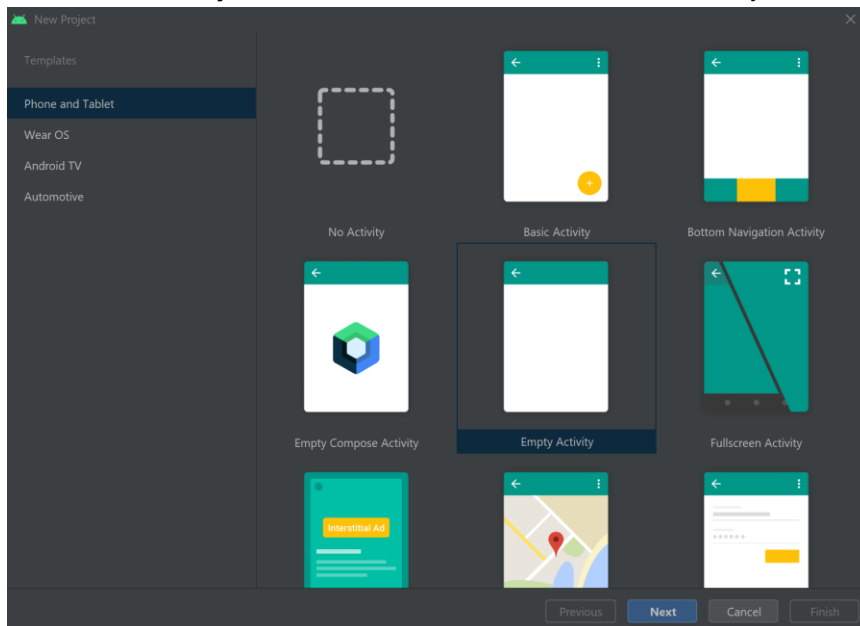 New Project
Templates
Phone and Tablet
Wear OS
Android TV
Automotive
No Activity
Basic Activity
Bottom Navigation Activity
Empty Compose Activity
Empty Activity
Fullscreen Activity
Interstitial Ad
Previous
Next
Cancel
Finish